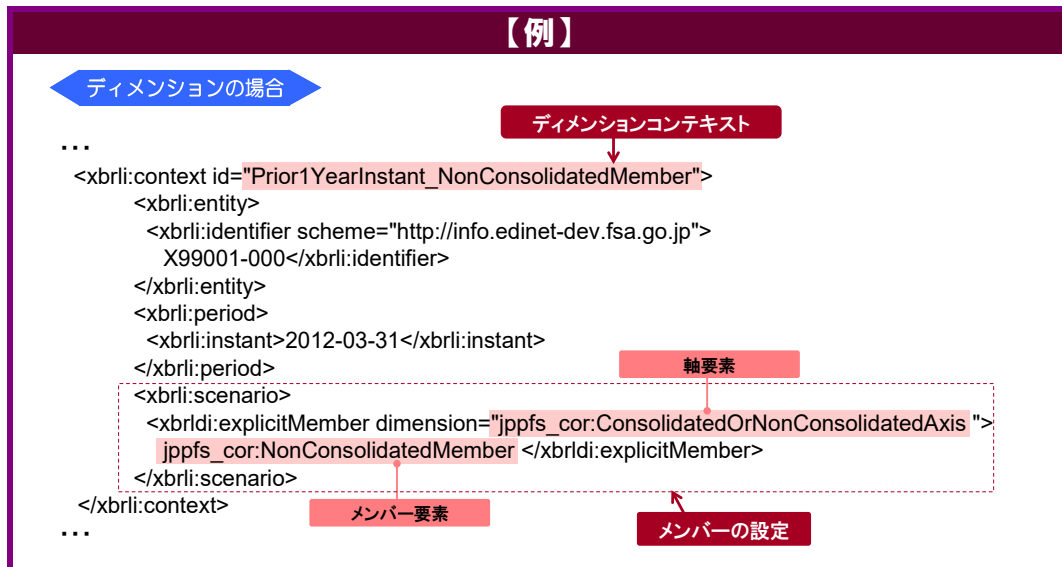 【例】
ディメンションの場合
ディメンションコンテキスト
...
<xbrli:context id="Prior1YearInstant_NonConsolidatedMember">
<xbrli:entity>
<xbrli:identifier scheme="http://info.edinet-dev.fsa.go.jp">
X99001-000</xbrli:identifier>
</xbrli:entity>
<xbrli:period>
<xbrli:instant>2012-03-31</xbrli:instant>
</xbrli:period>
軸要素
<xbrli:scenario>
<xbrldi:explicitMember dimension="jppfs_cor:ConsolidatedOrNonConsolidatedAxis ">
jppfs_cor:NonConsolidatedMember </xbrldi:explicitMember>
</xbrli:scenario>
</xbrli:context>
メンバー要素
メンバーの設定
...